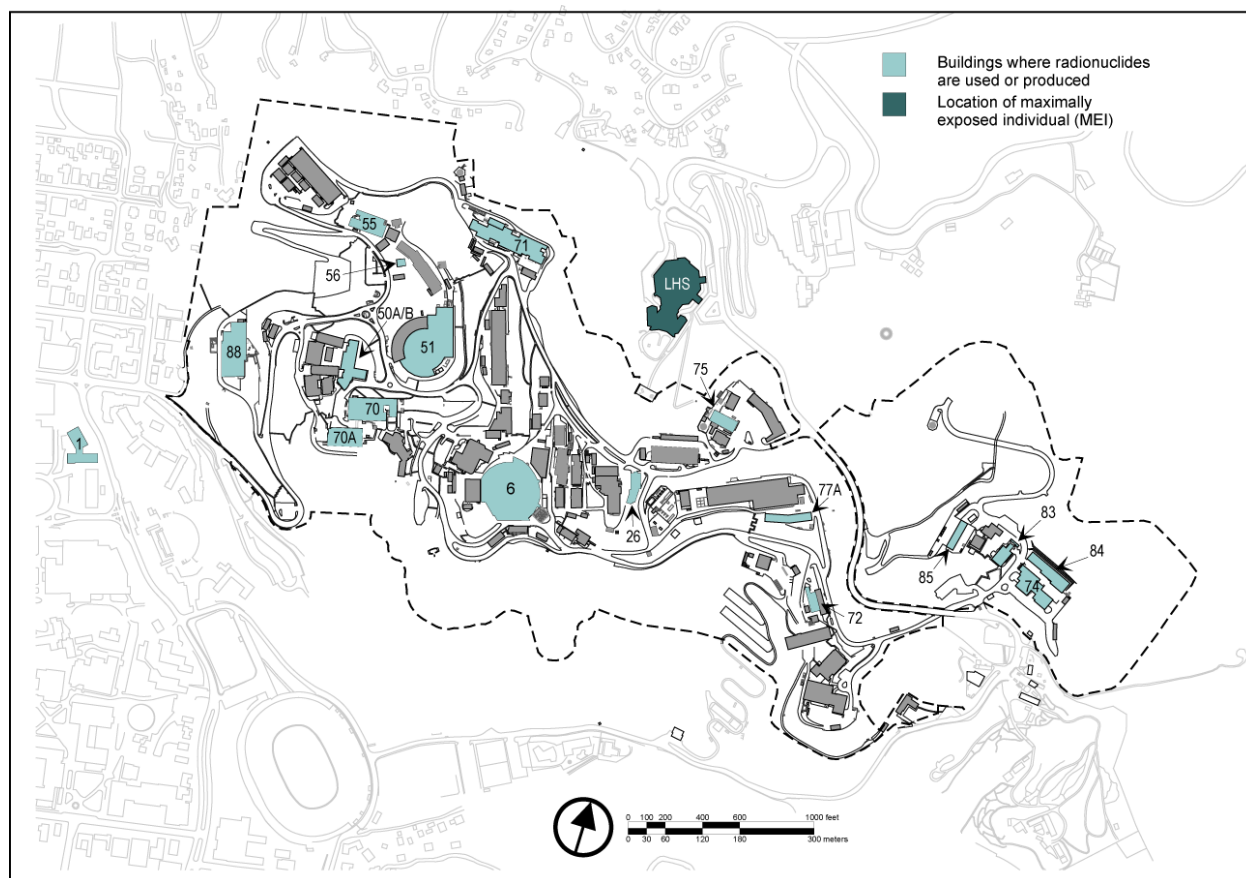 Buildings where radionuclides
are used or produced
Location of maximally
exposed individual (MEI)
55
71
56
LHS
50A/B
51
88
75
70
70A
1
6
77A
26
83
84
85
74
72
0 100 200 400 600 1000 feet
0 30 60 120 180 300 meters